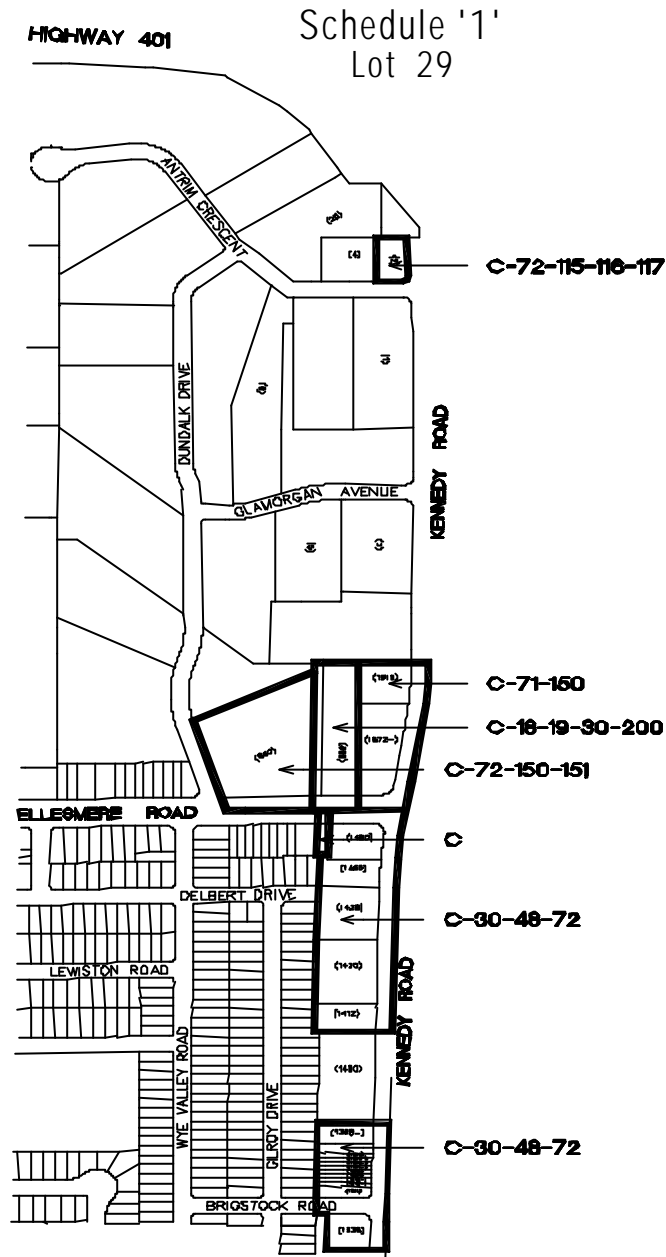 Schedule '1'
Lot 29
HIGHWAY 401
ANTRIM CRESCENT
[4]
C-72-115-116-117
DUNDALK DRIVE
KENNEDY ROAD
GLAMORGAN AVENUE
C-71-150
C-18-19-30-200
C-72-150-151
ELLESMERE ROAD
C
DELBERT DRIVE
C-30-48-72
LEWISTON ROAD
KENNEDY ROAD
WYE VALLEY ROAD
GILROY DRIVE
C-30-48-72
BRIGSTOCK ROAD